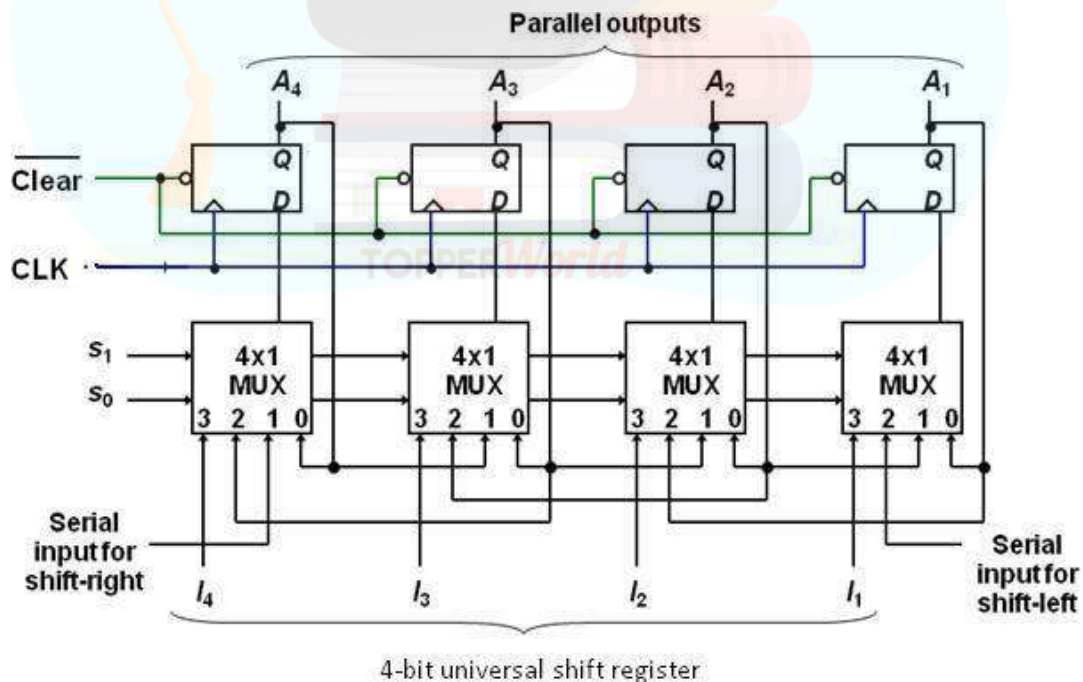 Parallel outputs
A4 A3 A2 A1
Q Q Q Q
Clear
D D D D
CLK
TOPPERWorld
s1 4x1 MUX 4x1 MUX 4x1 MUX 4x1 MUX
s0
3 2 1 0 3 2 1 0 3 2 1 0 3 2 1 0
Serial input for shift-right
I4 I3 I2 I1
Serial input for shift-left
4-bit universal shift register